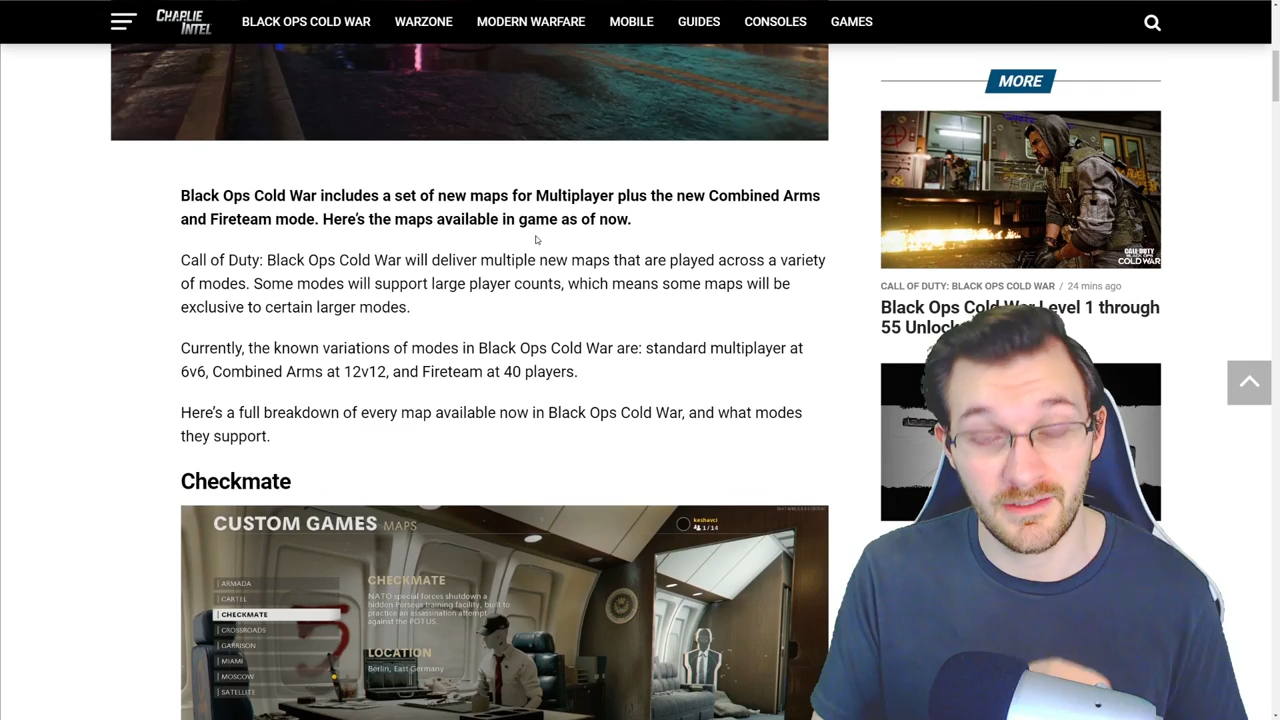 CHARLIE
INTEL
BLACK OPS COLD WAR WARZONE MODERN WARFARE MOBILE GUIDES CONSOLES GAMES
MORE
Black Ops Cold War includes a set of new maps for Multiplayer plus the new Combined Arms
and Fireteam mode. Here’s the maps available in game as of now.
Call of Duty: Black Ops Cold War will deliver multiple new maps that are played across a variety
of modes. Some modes will support large player counts, which means some maps will be
exclusive to certain larger modes.
Currently, the known variations of modes in Black Ops Cold War are: standard multiplayer at
6v6, Combined Arms at 12v12, and Fireteam at 40 players.
Here’s a full breakdown of every map available now in Black Ops Cold War, and what modes
they support.
Checkmate
CUSTOM GAMES MAPS
keshavci
1/14
ARMADA
CARTEL
CHECKMATE
CROSSROADS
GARRISON
MIAMI
MOSCOW
SATELLITE
CHECKMATE
NATO special forces shutdown a
hidden Perseus training facility, built to
practice an assassination attempt
against the POTUS.
LOCATION
Berlin, East Germany
CALL OF DUTY
BLACK OPS
COLD WAR
CALL OF DUTY: BLACK OPS COLD WAR / 24 mins ago
Black Ops Cold War Level 1 through
55 Unlock